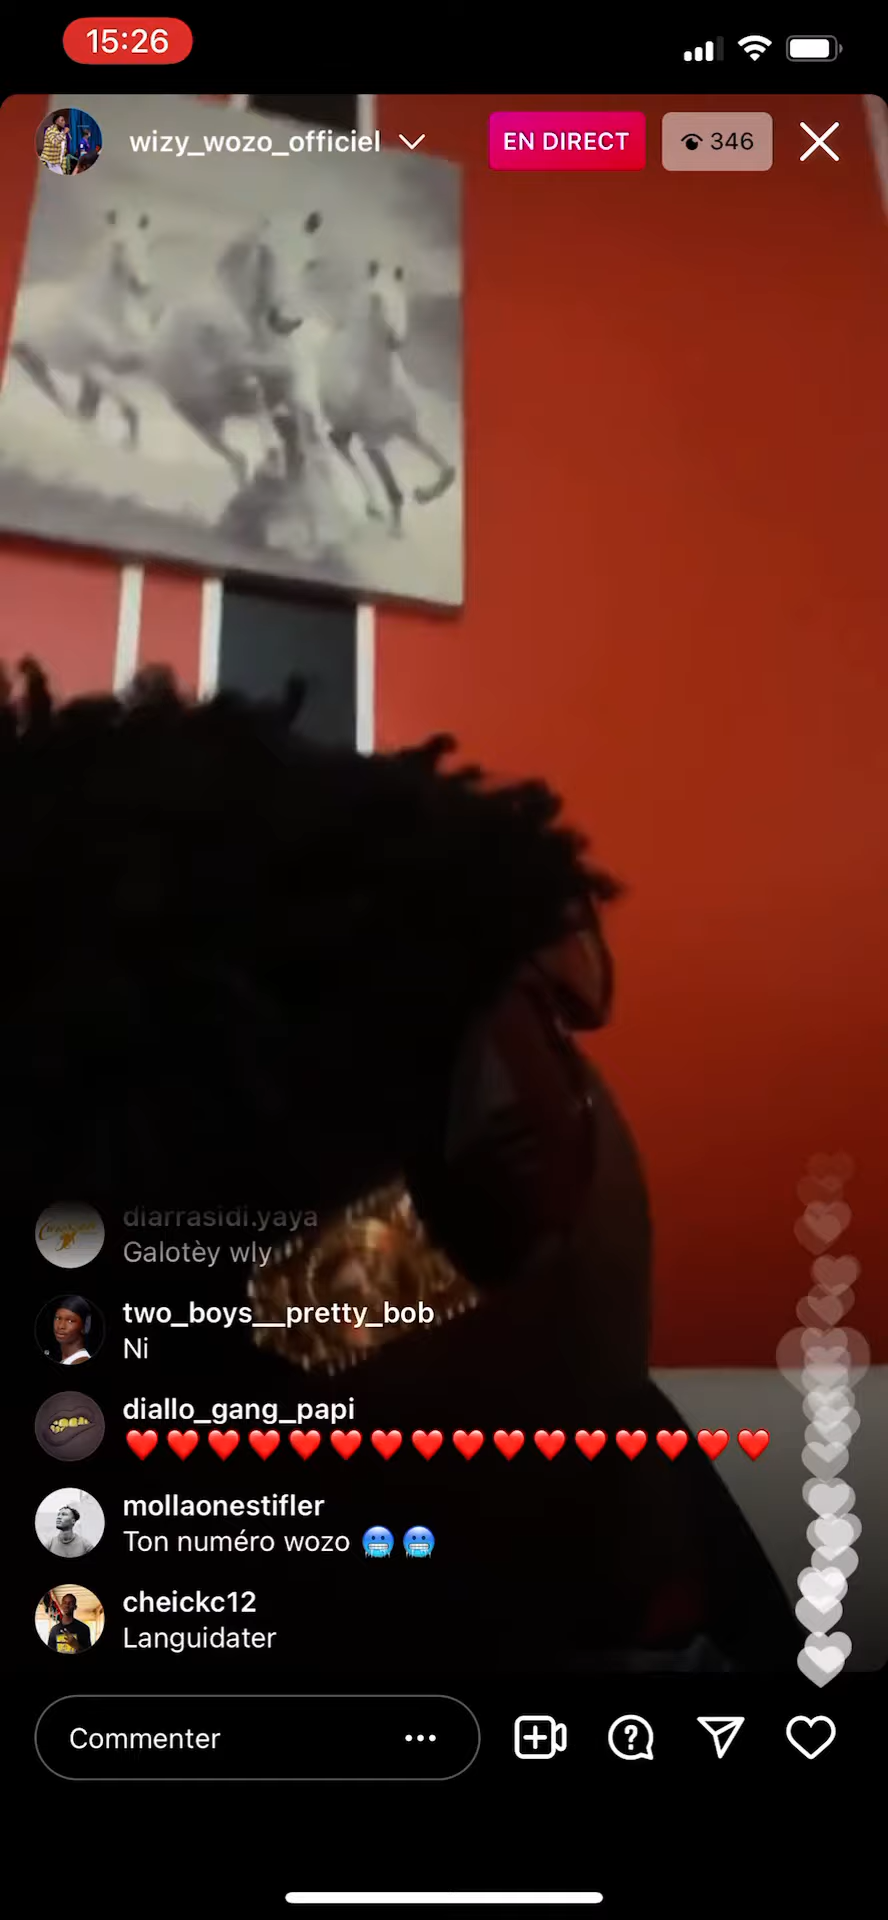 15:26
wizy_wozo_officiel
EN DIRECT
346
diarrasidi.yaya
Galotèy wly
two_boys__pretty_bob
Ni
diallo_gang_papi
❤️❤️❤️❤️❤️❤️❤️❤️❤️❤️❤️❤️❤️❤️❤️❤️
mollaonestifler
Ton numéro wozo 🥶🥶
cheickc12
Languidater
Commenter